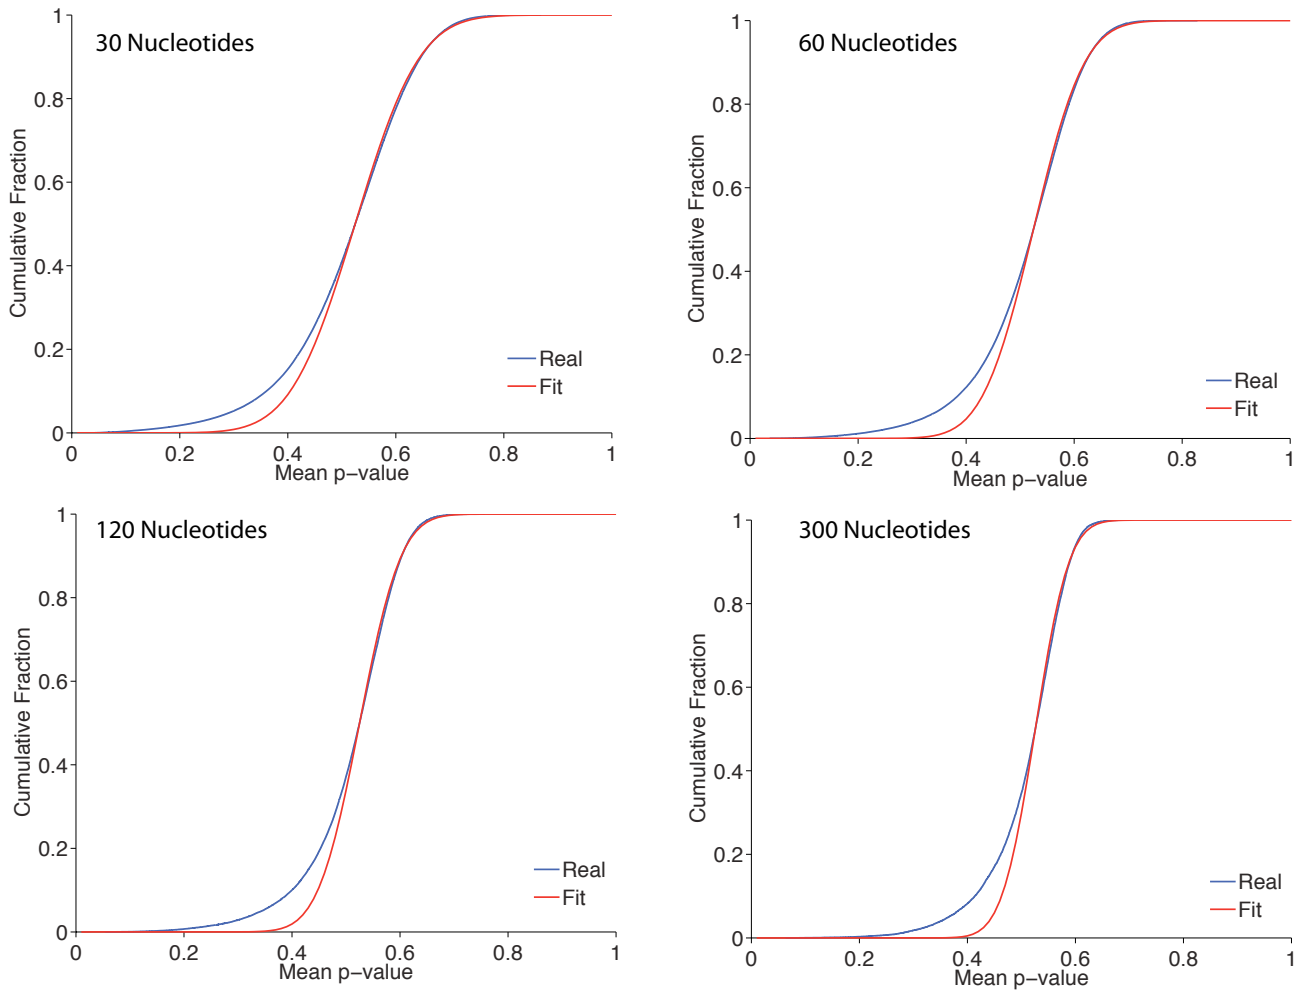 30 Nucleotides
Cumulative Fraction
1
0.8
0.6
0.4
0.2
0
Real
Fit
0 0.2 0.4 0.6 0.8 1
Mean p-value
60 Nucleotides
Cumulative Fraction
1
0.8
0.6
0.4
0.2
0
Real
Fit
0 0.2 0.4 0.6 0.8 1
Mean p-value
120 Nucleotides
Cumulative Fraction
1
0.8
0.6
0.4
0.2
0
Real
Fit
0 0.2 0.4 0.6 0.8 1
Mean p-value
300 Nucleotides
Cumulative Fraction
1
0.8
0.6
0.4
0.2
0
Real
Fit
0 0.2 0.4 0.6 0.8 1
Mean p-value